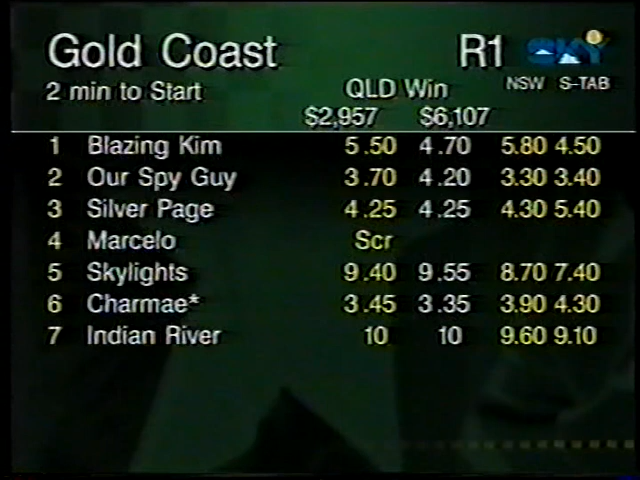 Gold Coast R1 SKY
2 min to Start QLD Win NSW S-TAB
$2,957 $6,107
1 Blazing Kim 5.50 4.70 5.80 4.50
2 Our Spy Guy 3.70 4.20 3.30 3.40
3 Silver Page 4.25 4.25 4.30 5.40
4 Marcelo Scr
5 Skylights 9.40 9.55 8.70 7.40
6 Charmae* 3.45 3.35 3.90 4.30
7 Indian River 10 10 9.60 9.10